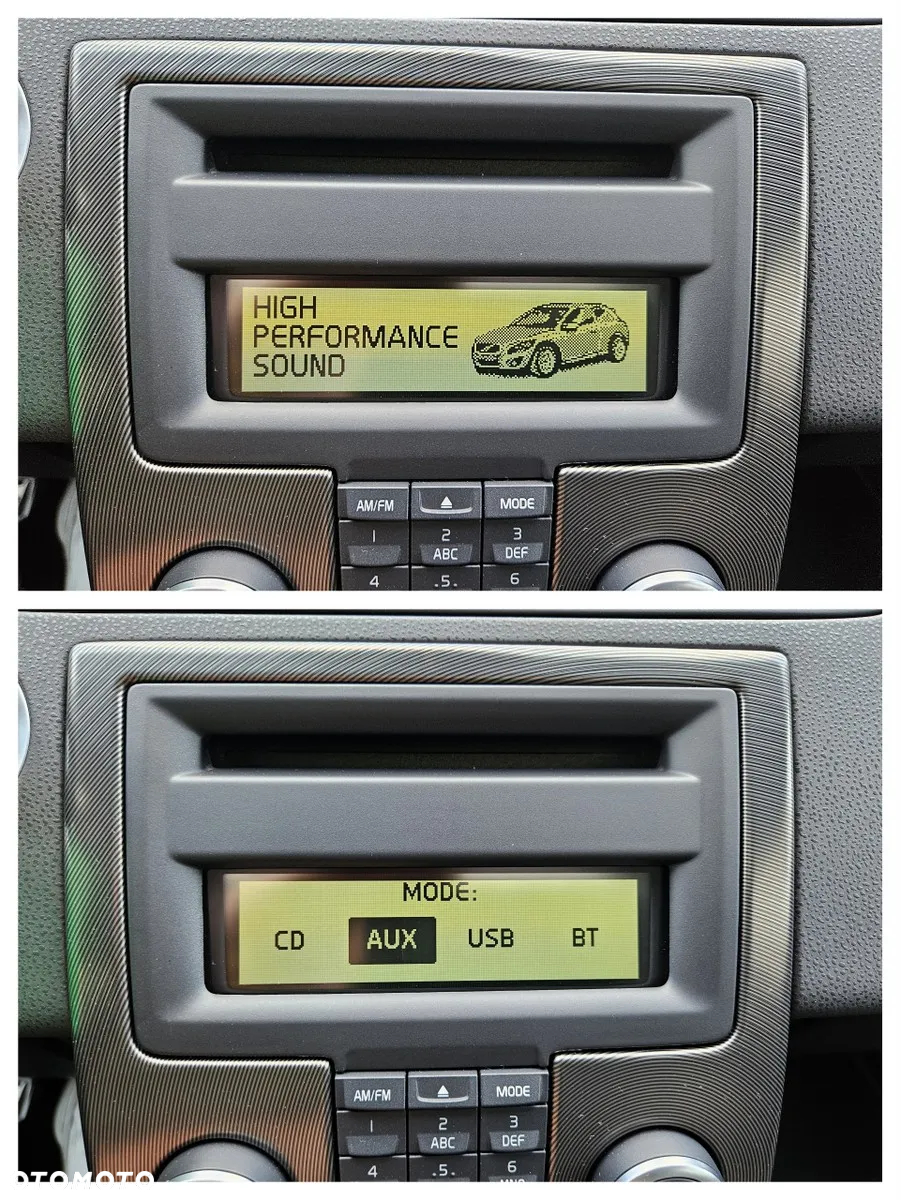 HIGH
PERFORMANCE
SOUND
AM/FM MODE
1 2 3
ABC DEF
4 .5. 6
MODE:
CD AUX USB BT
AM/FM MODE
1 2 3
ABC DEF
4 .5. 6
OTOMOTO